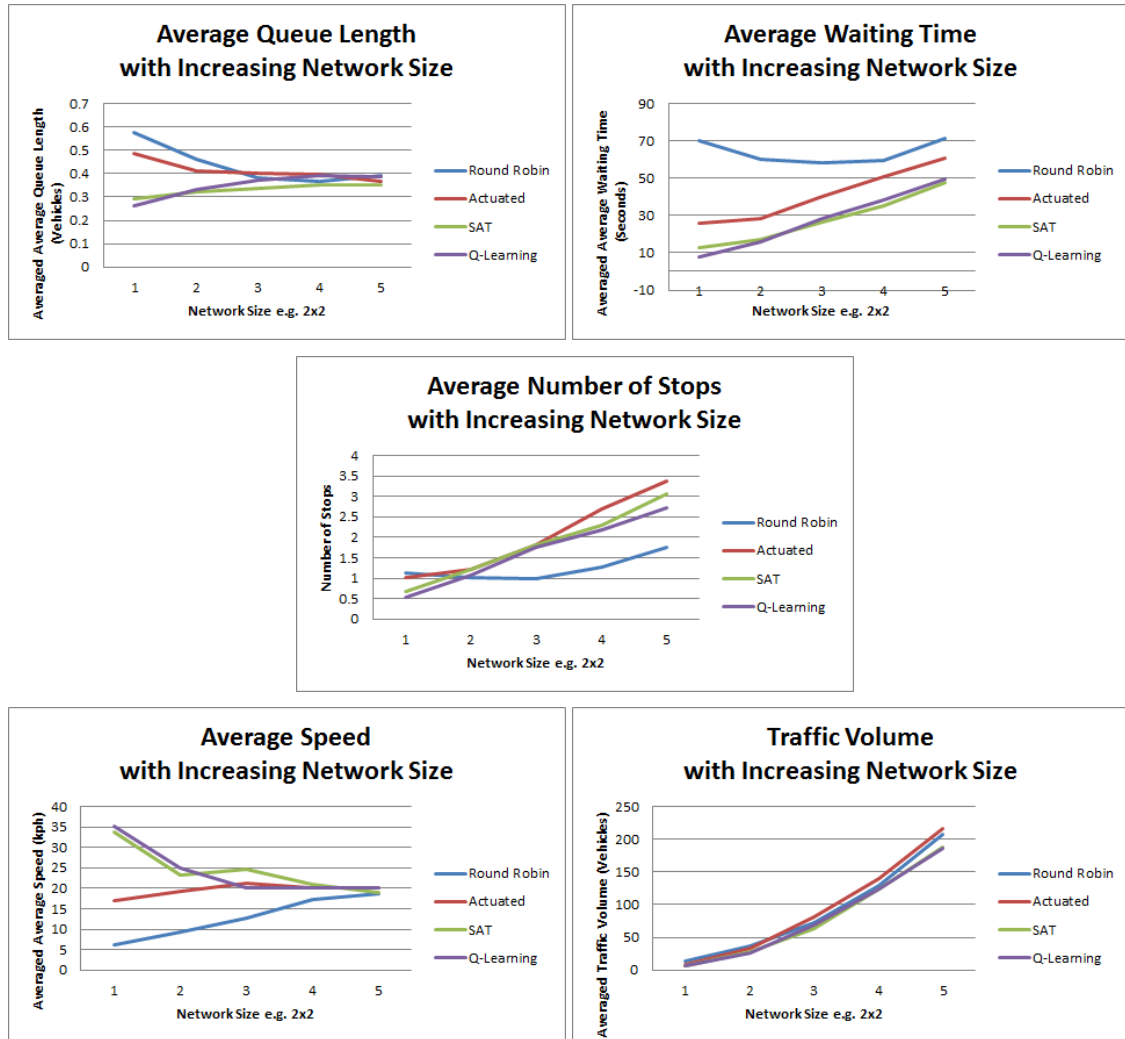 Average Queue Length
with Increasing Network Size
Averaged Average Queue Length
(Vehicles)
0.7
0.6
0.5
0.4
0.3
0.2
0.1
0
1 2 3 4 5
Network Size e.g. 2x2
Round Robin
Actuated
SAT
Q-Learning
Average Waiting Time
with Increasing Network Size
Averaged Average Waiting Time
(Seconds)
90
70
50
30
10
-10
1 2 3 4 5
Network Size e.g. 2x2
Round Robin
Actuated
SAT
Q-Learning
Average Number of Stops
with Increasing Network Size
Number of Stops
4
3.5
3
2.5
2
1.5
1
0.5
0
1 2 3 4 5
Network Size e.g. 2x2
Round Robin
Actuated
SAT
Q-Learning
Average Speed
with Increasing Network Size
Averaged Average Speed (kph)
40
35
30
25
20
15
10
5
0
1 2 3 4 5
Network Size e.g. 2x2
Round Robin
Actuated
SAT
Q-Learning
Traffic Volume
with Increasing Network Size
Averaged Traffic Volume (Vehicles)
250
200
150
100
50
0
1 2 3 4 5
Network Size e.g. 2x2
Round Robin
Actuated
SAT
Q-Learning